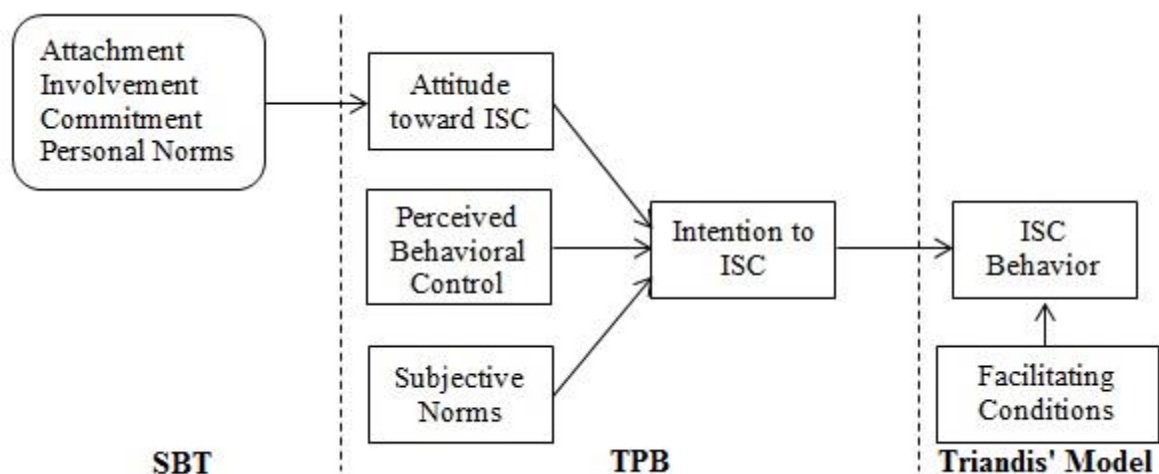 Attachment
Involvement
Commitment
Personal Norms
Attitude
toward ISC
Perceived
Behavioral
Control
Subjective
Norms
Intention to
ISC
ISC
Behavior
Facilitating
Conditions
SBT
TPB
Triandis' Model